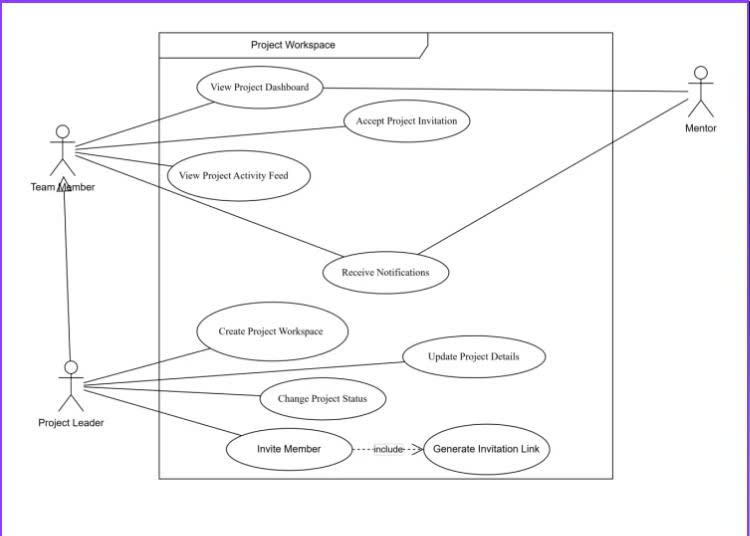 Project Workspace
View Project Dashboard
Accept Project Invitation
Mentor
View Project Activity Feed
Team Member
Receive Notifications
Create Project Workspace
Update Project Details
Change Project Status
Project Leader
Invite Member
include
Generate Invitation Link